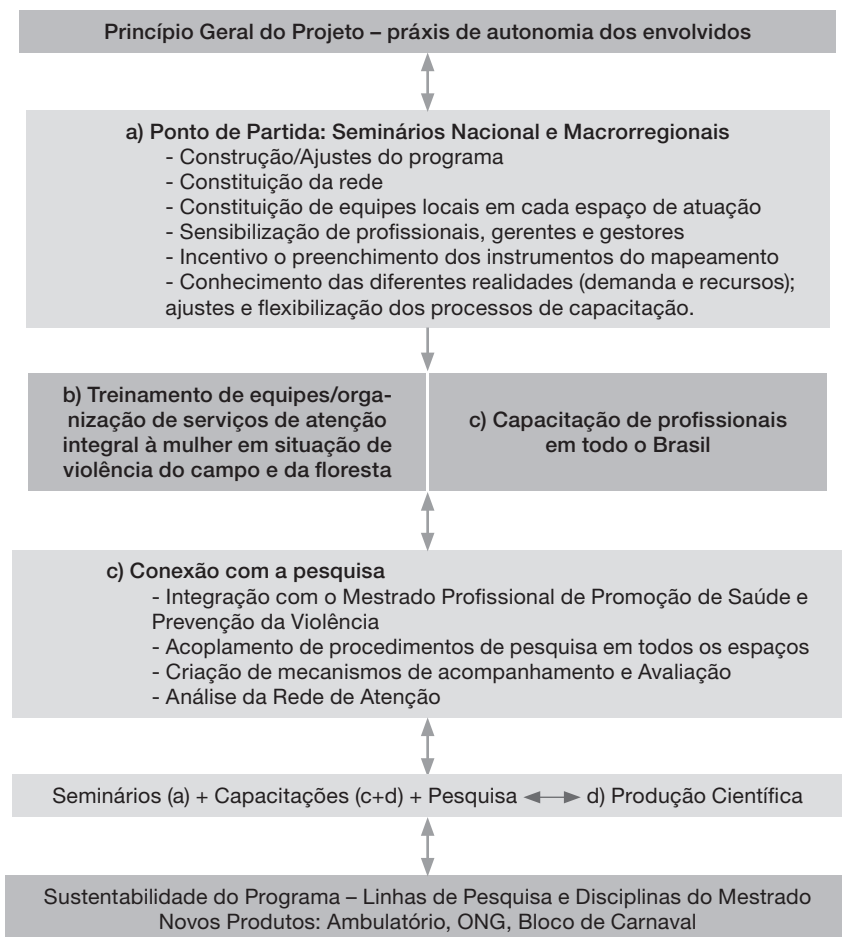 Princípio Geral do Projeto – práxis de autonomia dos envolvidos
a) Ponto de Partida: Seminários Nacional e Macrorregionais
- Construção/Ajustes do programa
- Constituição da rede
- Constituição de equipes locais em cada espaço de atuação
- Sensibilização de profissionais, gerentes e gestores
- Incentivo o preenchimento dos instrumentos do mapeamento
- Conhecimento das diferentes realidades (demanda e recursos);
ajustes e flexibilização dos processos de capacitação.
b) Treinamento de equipes/orga-
nização de serviços de atenção
integral à mulher em situação de
violência do campo e da floresta
c) Capacitação de profissionais
em todo o Brasil
c) Conexão com a pesquisa
- Integração com o Mestrado Profissional de Promoção de Saúde e
Prevenção da Violência
- Acoplamento de procedimentos de pesquisa em todos os espaços
- Criação de mecanismos de acompanhamento e Avaliação
- Análise da Rede de Atenção
Seminários (a) + Capacitações (c+d) + Pesquisa d) Produção Científica
Sustentabilidade do Programa – Linhas de Pesquisa e Disciplinas do Mestrado
Novos Produtos: Ambulatório, ONG, Bloco de Carnaval